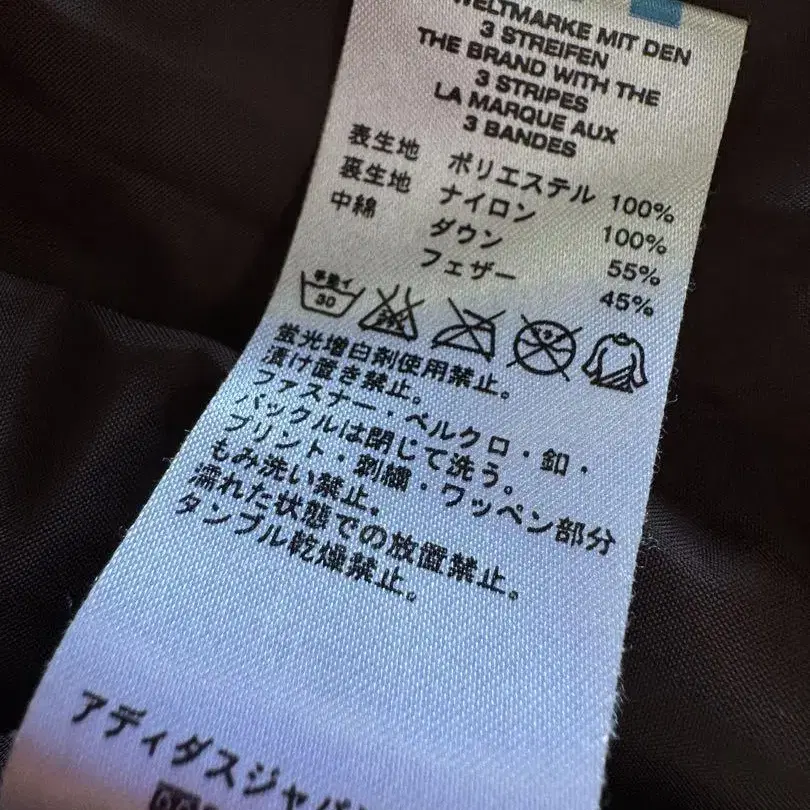 WELTMARKE MIT DEN
3 STREIFEN
THE BRAND WITH THE
3 STRIPES
LA MARQUE AUX
3 BANDES
表生地 ポリエステル 100%
裏生地 ナイロン 100%
中綿 ダウン 55%
フェザー 45%
手洗イ
30
蛍光増白剤使用禁止。
漬け置き禁止。
ファスナー・ベルクロ・釦・
バックルは閉じて洗う。
プリント・刺繍・ワッペン部分
もみ洗い禁止。
濡れた状態での放置禁止。
タンブル乾燥禁止。
アディダスジャパン